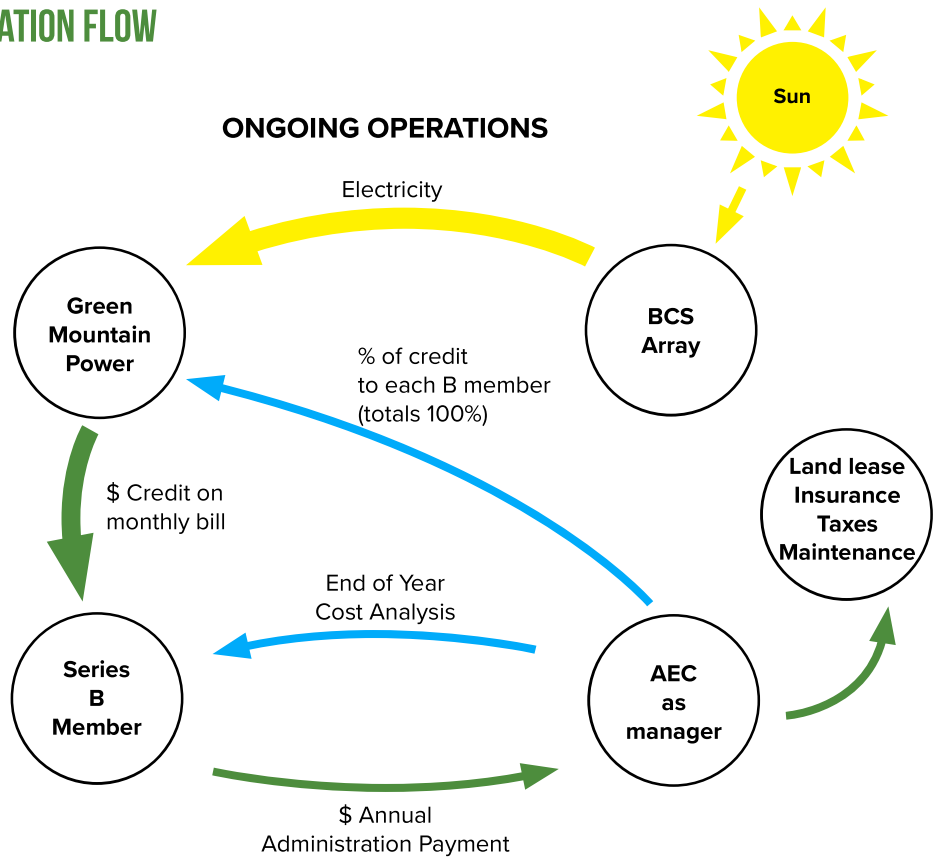 ATION FLOW
Sun
ONGOING OPERATIONS
Electricity
Green
Mountain
Power
BCS
Array
% of credit
to each B member
(totals 100%)
Land lease
Insurance
Taxes
Maintenance
$ Credit on
monthly bill
End of Year
Cost Analysis
Series
B
Member
AEC
as
manager
$ Annual
Administration Payment